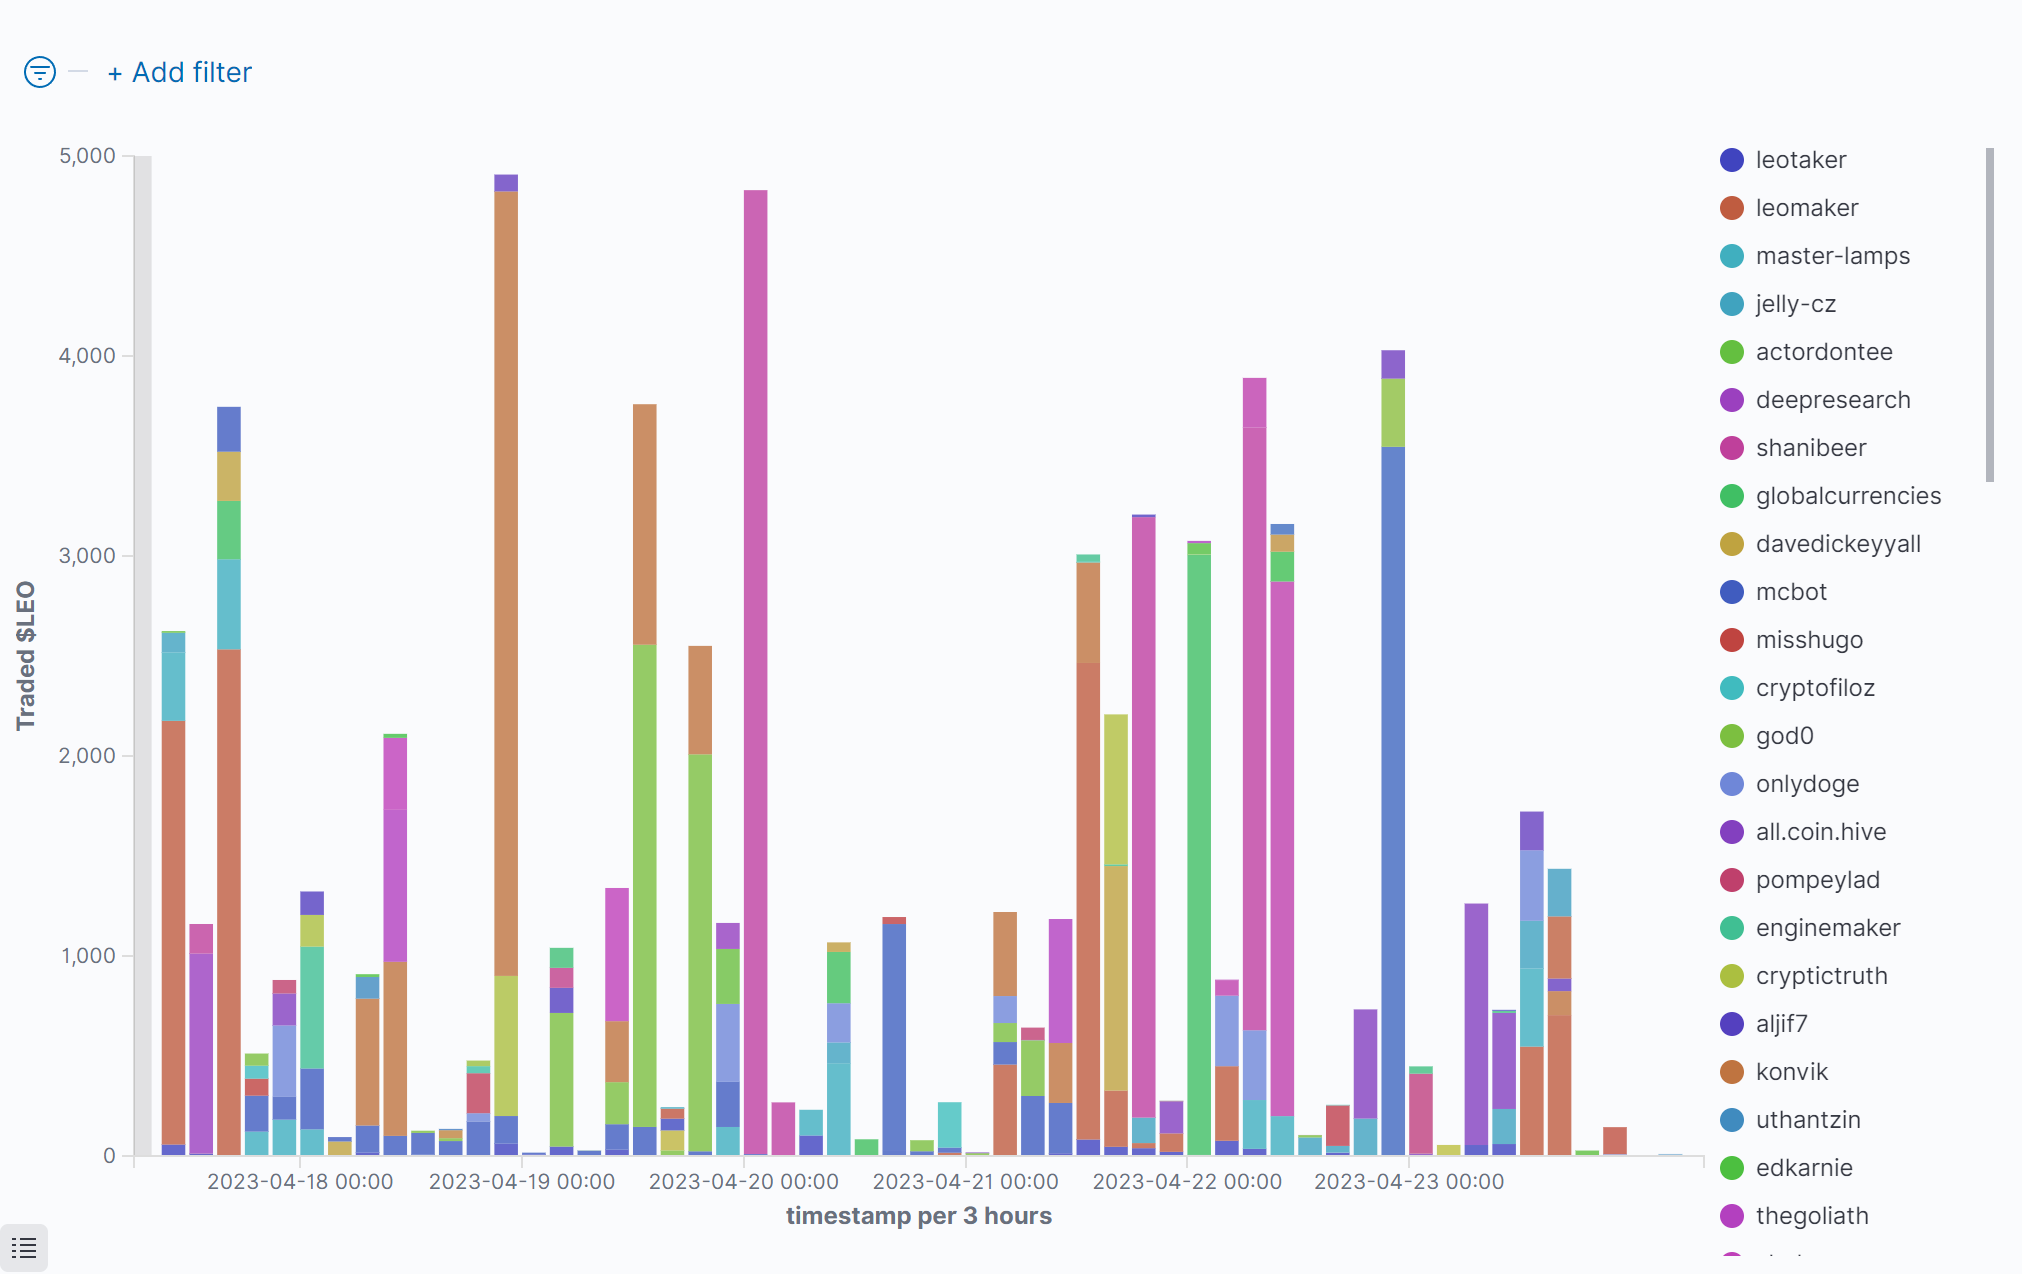 + Add filter
5,000
4,000
3,000
2,000
1,000
0
Traded $LEO
2023-04-18 00:00
2023-04-19 00:00
2023-04-20 00:00
2023-04-21 00:00
2023-04-22 00:00
2023-04-23 00:00
timestamp per 3 hours
leotaker
leomaker
master-lamps
jelly-cz
actordontee
deepresearch
shanibeer
globalcurrencies
davedickeyyall
mcbot
misshugo
cryptofiloz
god0
onlydoge
all.coin.hive
pompeylad
enginemaker
cryptictruth
aljif7
konvik
uthantzin
edkarnie
thegoliath